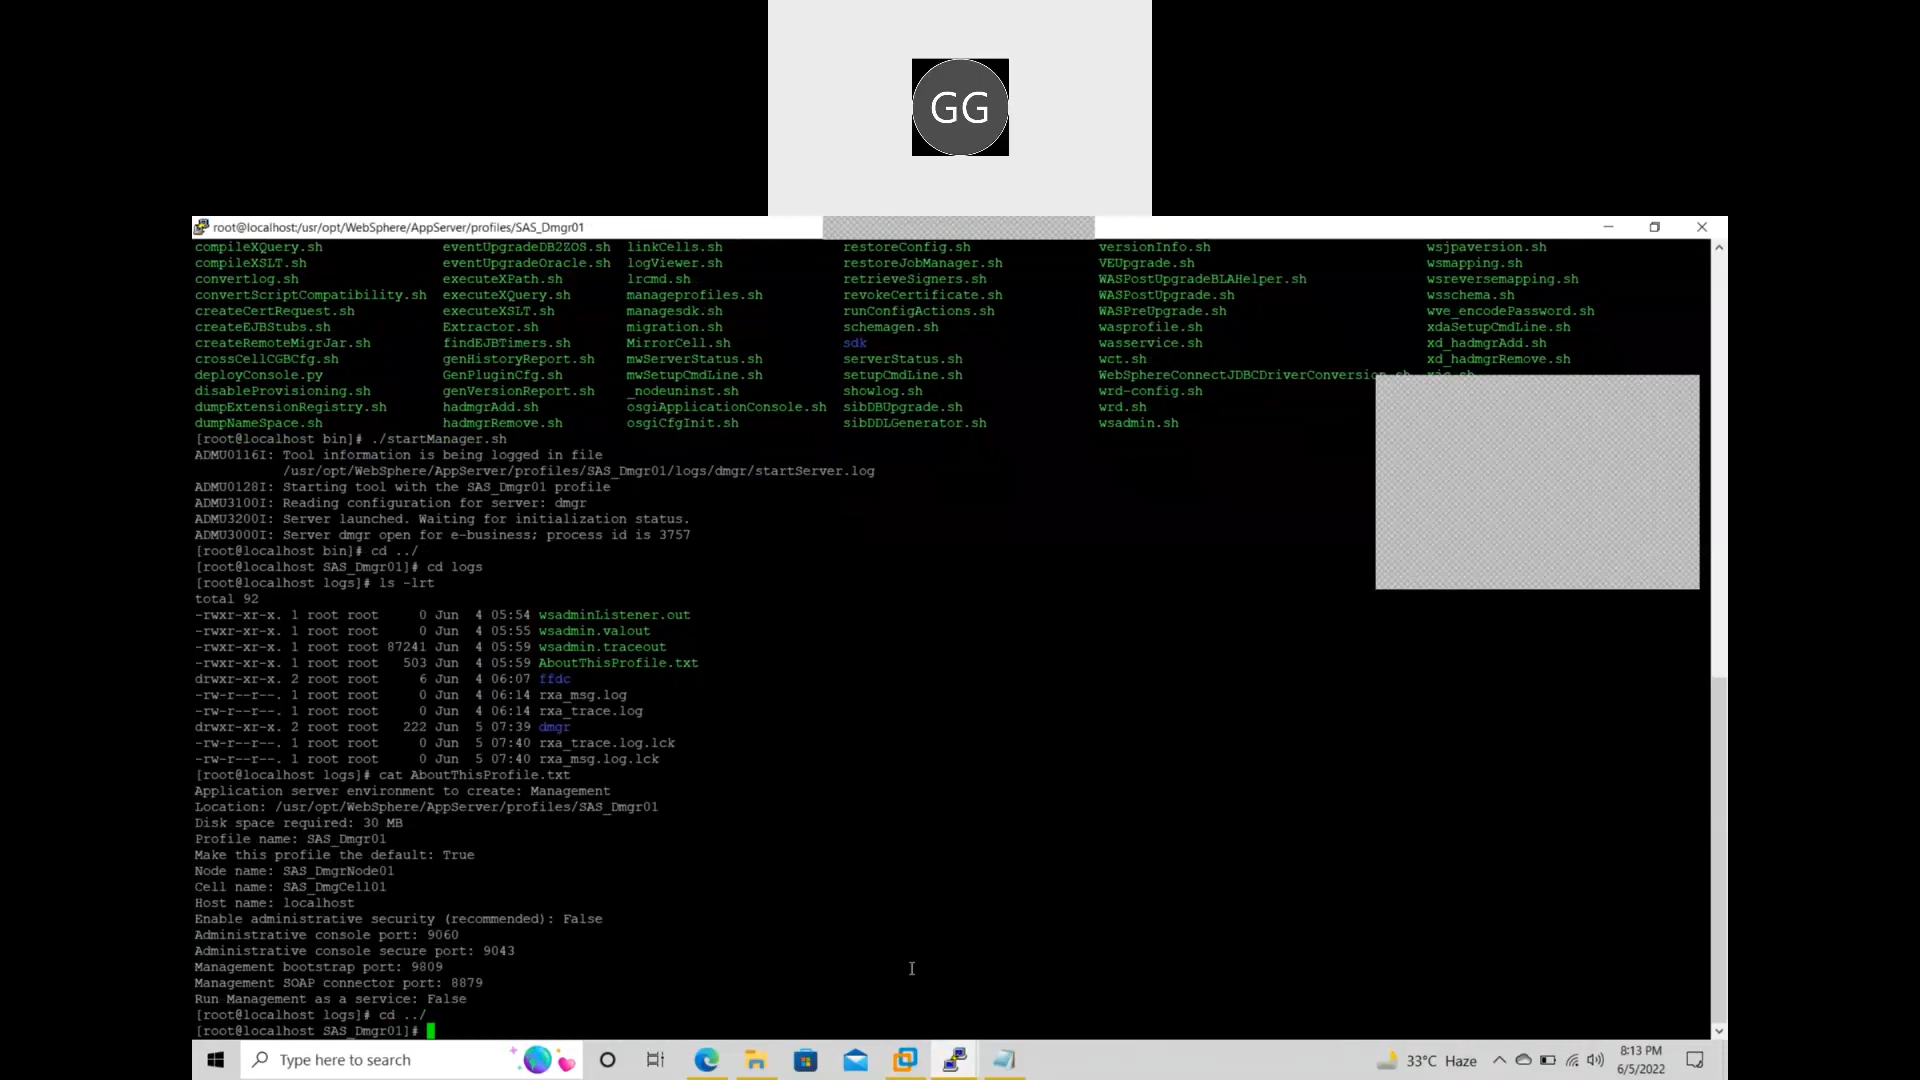 GG
root@localhost:/usr/opt/WebSphere/AppServer/profiles/SAS_Dmgr01
compileXQuery.sh eventUpgradeDB2ZOS.sh linkCells.sh restoreConfig.sh versionInfo.sh wsjpaversion.sh
compileXSLT.sh eventUpgradeOracle.sh logViewer.sh restoreJobManager.sh VEUpgrade.sh wsmapping.sh
convertlog.sh executeXPath.sh lrcmd.sh retrieveSigners.sh WASPostUpgradeBLAHelper.sh wsreversemapping.sh
convertScriptCompatibility.sh executeXQuery.sh manageprofiles.sh revokeCertificate.sh WASPostUpgrade.sh wsschema.sh
createCertRequest.sh executeXSLT.sh managesdk.sh runConfigActions.sh WASPreUpgrade.sh wve_encodePassword.sh
createEJBStubs.sh Extractor.sh migration.sh schemagen.sh wasprofile.sh xdaSetupCmdLine.sh
createRemoteMigrJar.sh findEJBTimers.sh MirrorCell.sh sdk wasservice.sh xd_hadmgrAdd.sh
crossCellCGBCfg.sh genHistoryReport.sh mwServerStatus.sh serverStatus.sh wct.sh xd_hadmgrRemove.sh
deployConsole.py GenPluginCfg.sh mwSetupCmdLine.sh setupCmdLine.sh
disableProvisioning.sh genVersionReport.sh _nodeuninst.sh showlog.sh wrd-config.sh
dumpExtensionRegistry.sh hadmgrAdd.sh osgiApplicationConsole.sh sibDBUpgrade.sh wrd.sh
dumpNameSpace.sh hadmgrRemove.sh osgiCfgInit.sh sibDDLGenerator.sh wsadmin.sh
[root@localhost bin]# ./startManager.sh
ADMU0116I: Tool information is being logged in file
/usr/opt/WebSphere/AppServer/profiles/SAS_Dmgr01/logs/dmgr/startServer.log
ADMU0128I: Starting tool with the SAS_Dmgr01 profile
ADMU3100I: Reading configuration for server: dmgr
ADMU3200I: Server launched. Waiting for initialization status.
ADMU3000I: Server dmgr open for e-business; process id is 3757
[root@localhost bin]# cd ../
[root@localhost SAS_Dmgr01]# cd logs
[root@localhost logs]# ls -lrt
total 92
-rwxr-xr-x. 1 root root 0 Jun 4 05:54 wsadminListener.out
-rwxr-xr-x. 1 root root 0 Jun 4 05:55 wsadmin.valout
-rwxr-xr-x. 1 root root 87241 Jun 4 05:59 wsadmin.traceout
-rwxr-xr-x. 1 root root 503 Jun 4 05:59 AboutThisProfile.txt
drwxr-xr-x. 2 root root 6 Jun 4 06:07 ffdc
-rw-r--r--. 1 root root 0 Jun 4 06:14 rxa_msg.log
-rw-r--r--. 1 root root 0 Jun 4 06:14 rxa_trace.log
drwxr-xr-x. 2 root root 222 Jun 5 07:39 dmgr
-rw-r--r--. 1 root root 0 Jun 5 07:40 rxa_trace.log.lck
-rw-r--r--. 1 root root 0 Jun 5 07:40 rxa_msg.log.lck
[root@localhost logs]# cat AboutThisProfile.txt
Application server environment to create: Management
Location: /usr/opt/WebSphere/AppServer/profiles/SAS_Dmgr01
Disk space required: 30 MB
Profile name: SAS_Dmgr01
Make this profile the default: True
Node name: SAS_DmgrNode01
Cell name: SAS_DmgCell01
Host name: localhost
Enable administrative security (recommended): False
Administrative console port: 9060
Administrative console secure port: 9043
Management bootstrap port: 9809
Management SOAP connector port: 8879
Run Management as a service: False
[root@localhost logs]# cd ../
[root@localhost SAS_Dmgr01]#
Type here to search
33°C Haze
8:13 PM
6/5/2022